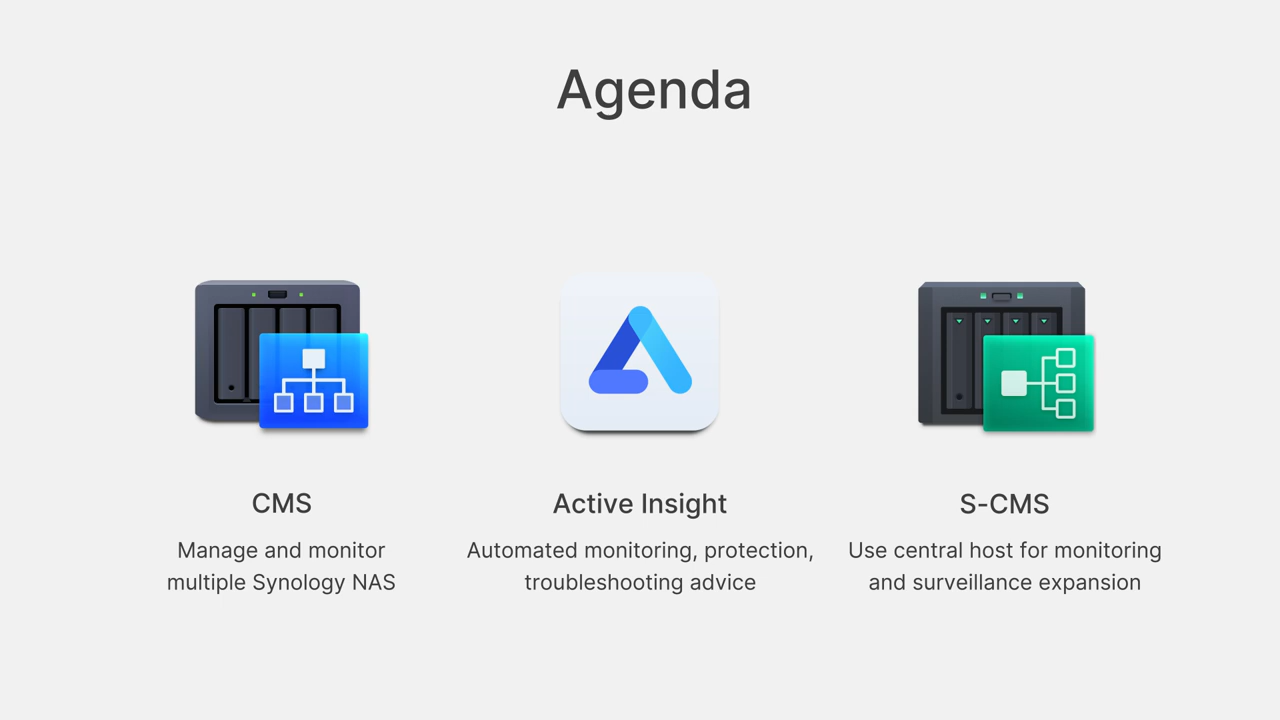 Agenda
CMS
Manage and monitor
multiple Synology NAS
Active Insight
Automated monitoring, protection,
troubleshooting advice
S-CMS
Use central host for monitoring
and surveillance expansion